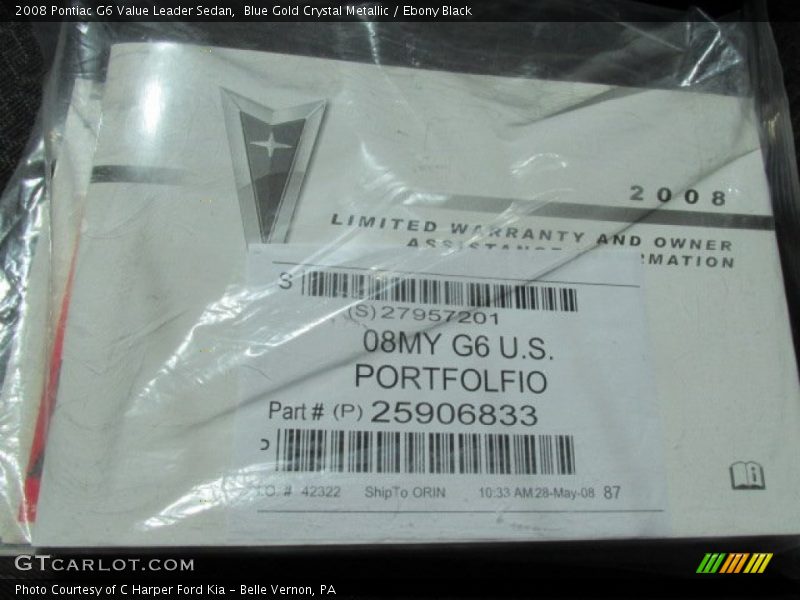 2008 Pontiac G6 Value Leader Sedan, Blue Gold Crystal Metallic / Ebony Black
2008
LIMITED WARRANTY AND OWNER
S
(S) 27957201
08MY G6 U.S.
PORTFOLFIO
Part # (P) 25906833
# 42322 ShipTo ORIN 10:33 AM 28-May-08 87
GTCARLOT.COM
Photo Courtesy of C Harper Ford Kia - Belle Vernon, PA